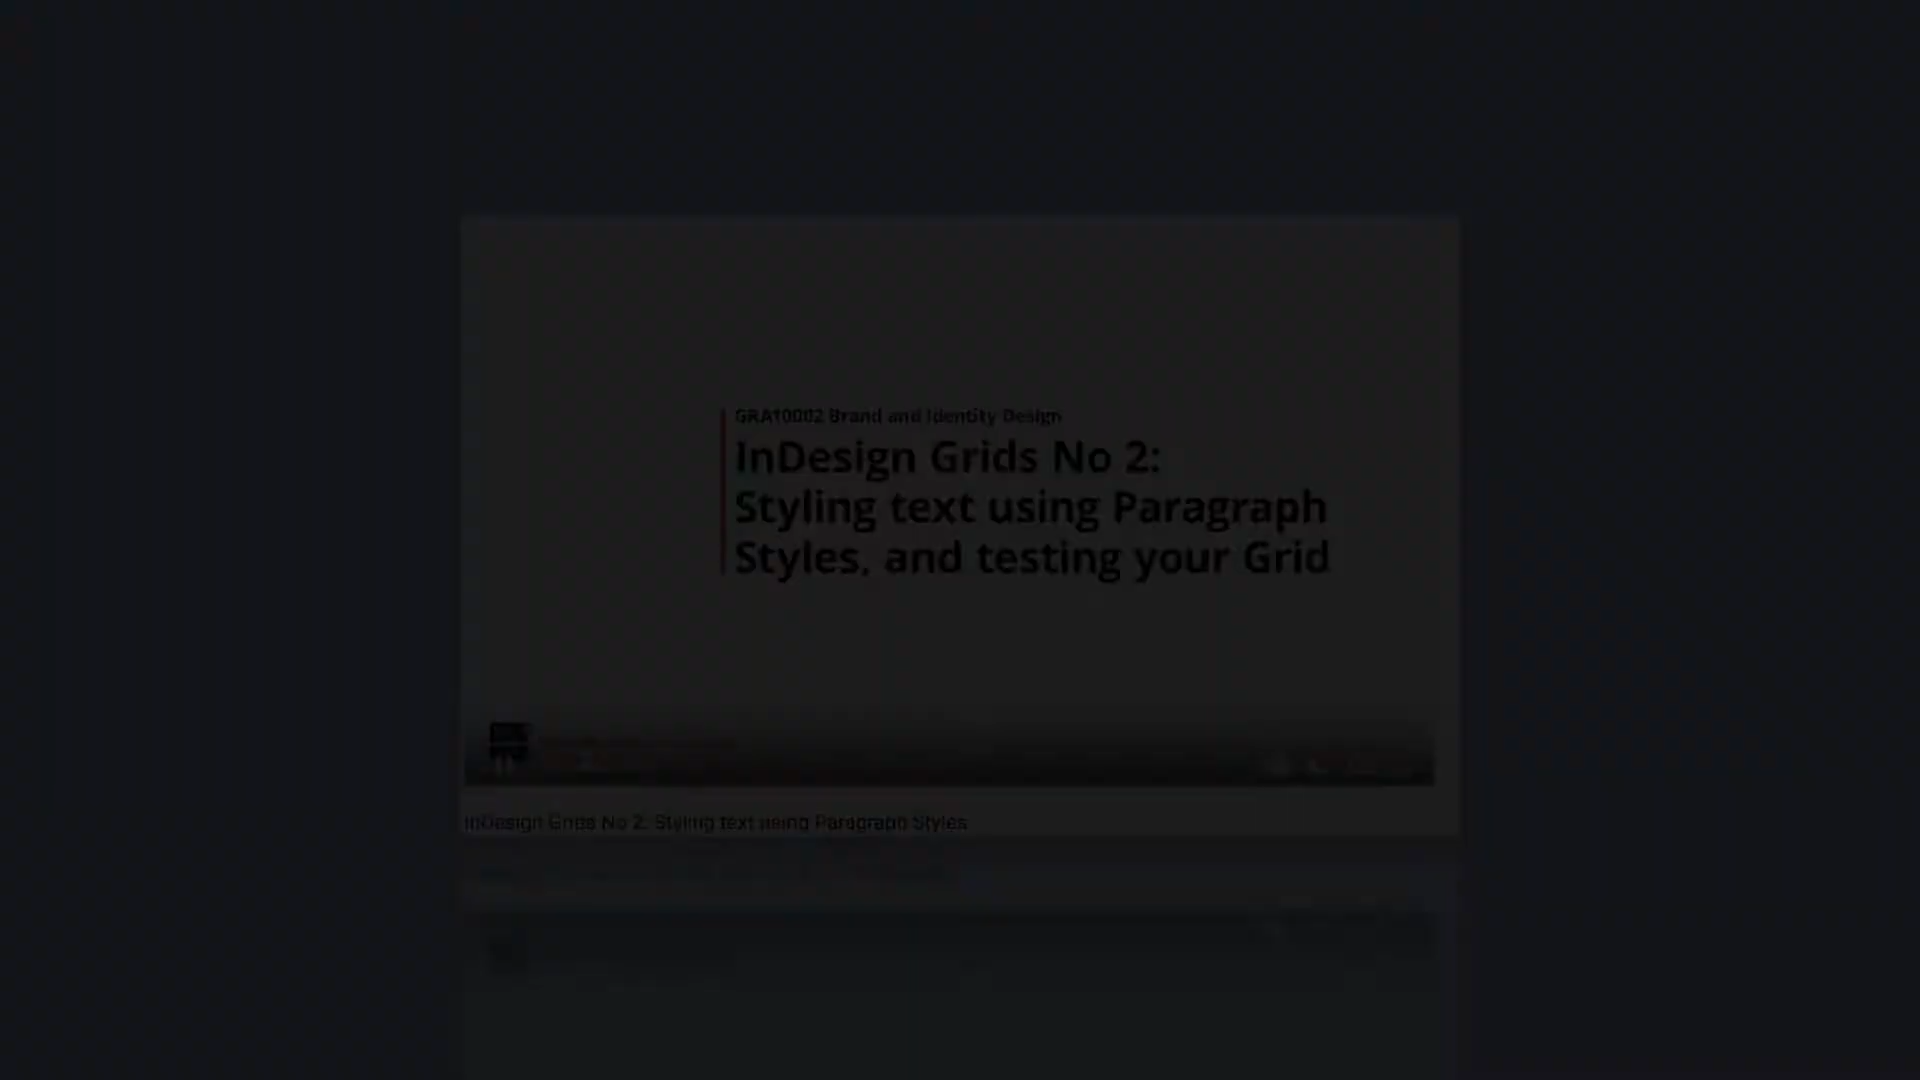 GRA10002 Brand and Identity Design
InDesign Grids No 2:
Styling text using Paragraph
Styles, and testing your Grid
InDesign Grids No 2: Styling text using Paragraph Styles